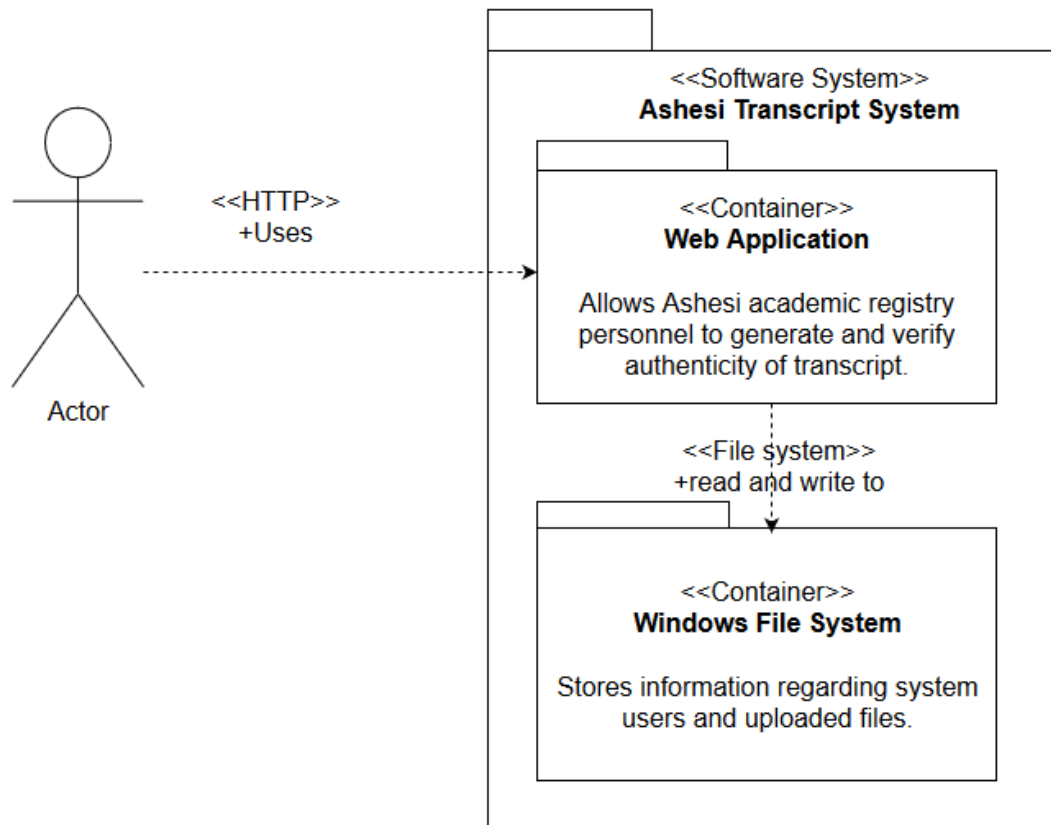 <<Software System>>
Ashesi Transcript System
<<HTTP>>
+Uses
Actor
<<Container>>
Web Application
Allows Ashesi academic registry
personnel to generate and verify
authenticity of transcript.
<<File system>>
+read and write to
<<Container>>
Windows File System
Stores information regarding system
users and uploaded files.